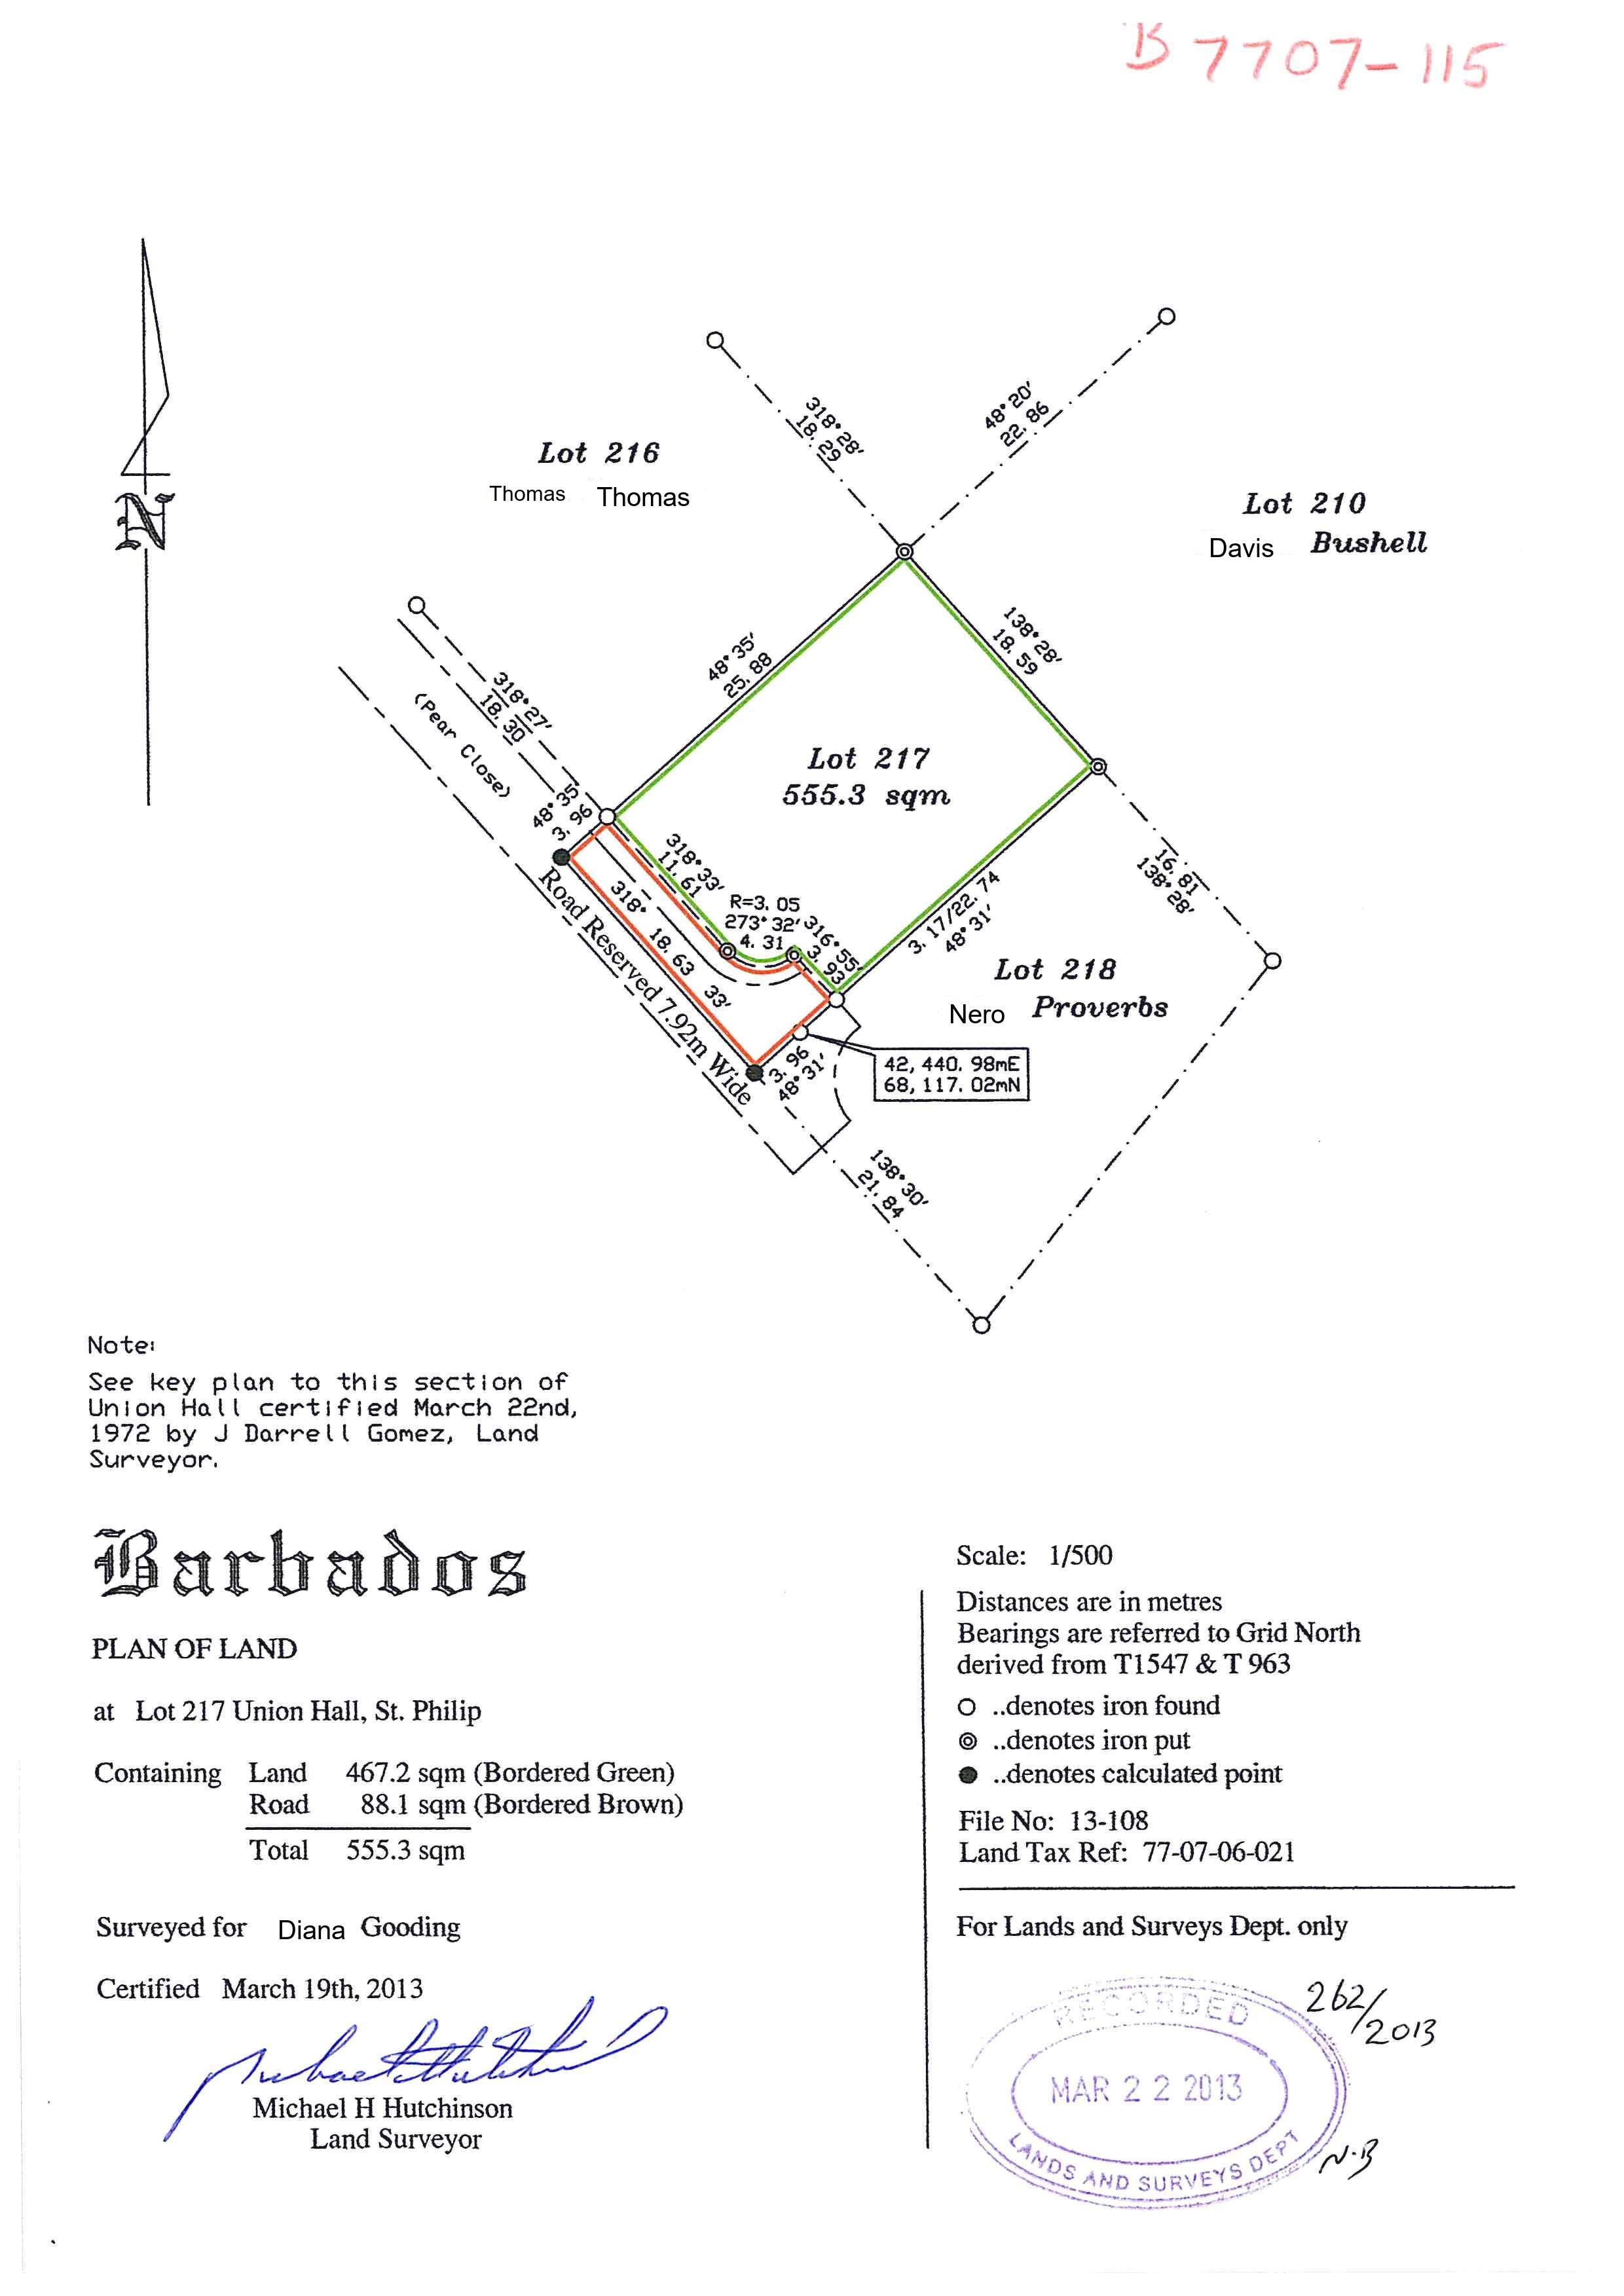 B 7707-115
318°28'
18.29
48°20'
22.86
Lot 216
Thomas Thomas
Lot 210
Davis Bushell
N
48°35'
25.88
138°28'
18.59
318°27'
18.30
(Pear Close)
Lot 217
555.3 sqm
48°35
3.96
318°33'
11.61
R=3.05
273°32'
4.31
316°55'
3.93
318° 18.63 33'
Road Reserved 7.92m Wide
3.17/22.74
48°31'
16.81
138°28'
Lot 218
Nero Proverbs
3.96
48°31'
42,440.98mE
68,117.02mN
138°30'
21.84
Note:
See key plan to this section of
Union Hall certified March 22nd,
1972 by J Darrell Gomez, Land
Surveyor.
Barbados
PLAN OF LAND
at Lot 217 Union Hall, St. Philip
Containing Land 467.2 sqm (Bordered Green)
Road 88.1 sqm (Bordered Brown)
Total 555.3 sqm
Surveyed for Diana Gooding
Certified March 19th, 2013
Michael H Hutchinson
Land Surveyor
Scale: 1/500
Distances are in metres
Bearings are referred to Grid North
derived from T1547 & T 963
..denotes iron found
..denotes iron put
..denotes calculated point
File No: 13-108
Land Tax Ref: 77-07-06-021
For Lands and Surveys Dept. only
RECORDED
MAR 22 2013
LANDS AND SURVEYS DEPT
262/
2013
N.B